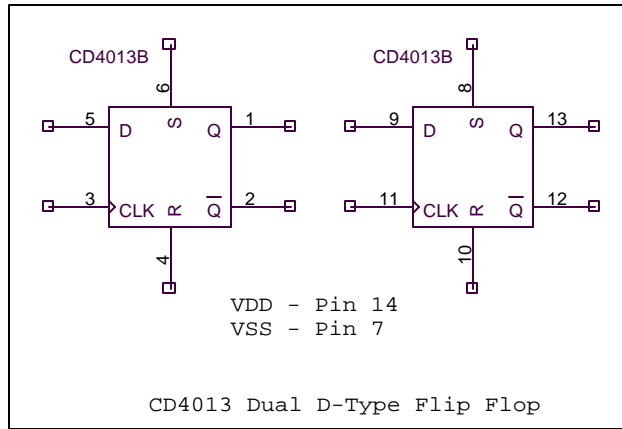 CD4013B CD4013B
6 8
5 D S Q 1 9 D S Q 13
3 CLK R Q̅ 2 11 CLK R Q̅ 12
4 10
VDD - Pin 14
VSS - Pin 7
CD4013 Dual D-Type Flip Flop